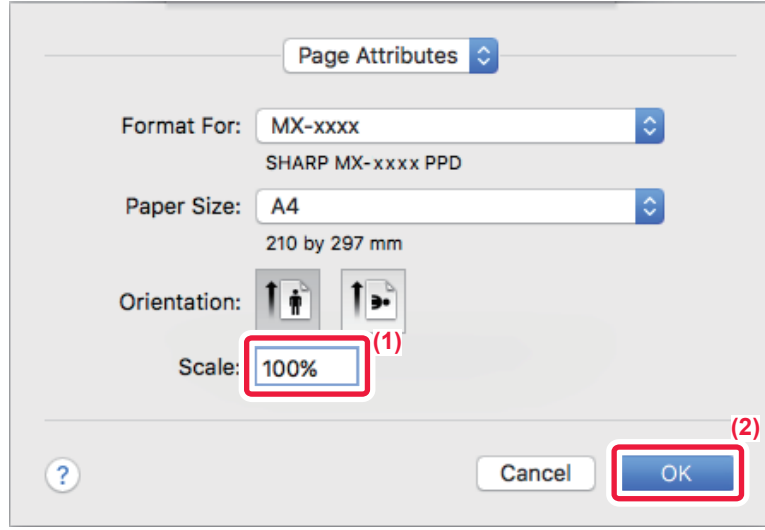 Page Attributes
Format For: MX-xxxx
SHARP MX-xxxx PPD
Paper Size: A4
210 by 297 mm
Orientation:
(1)
Scale: 100%
(2)
? Cancel OK